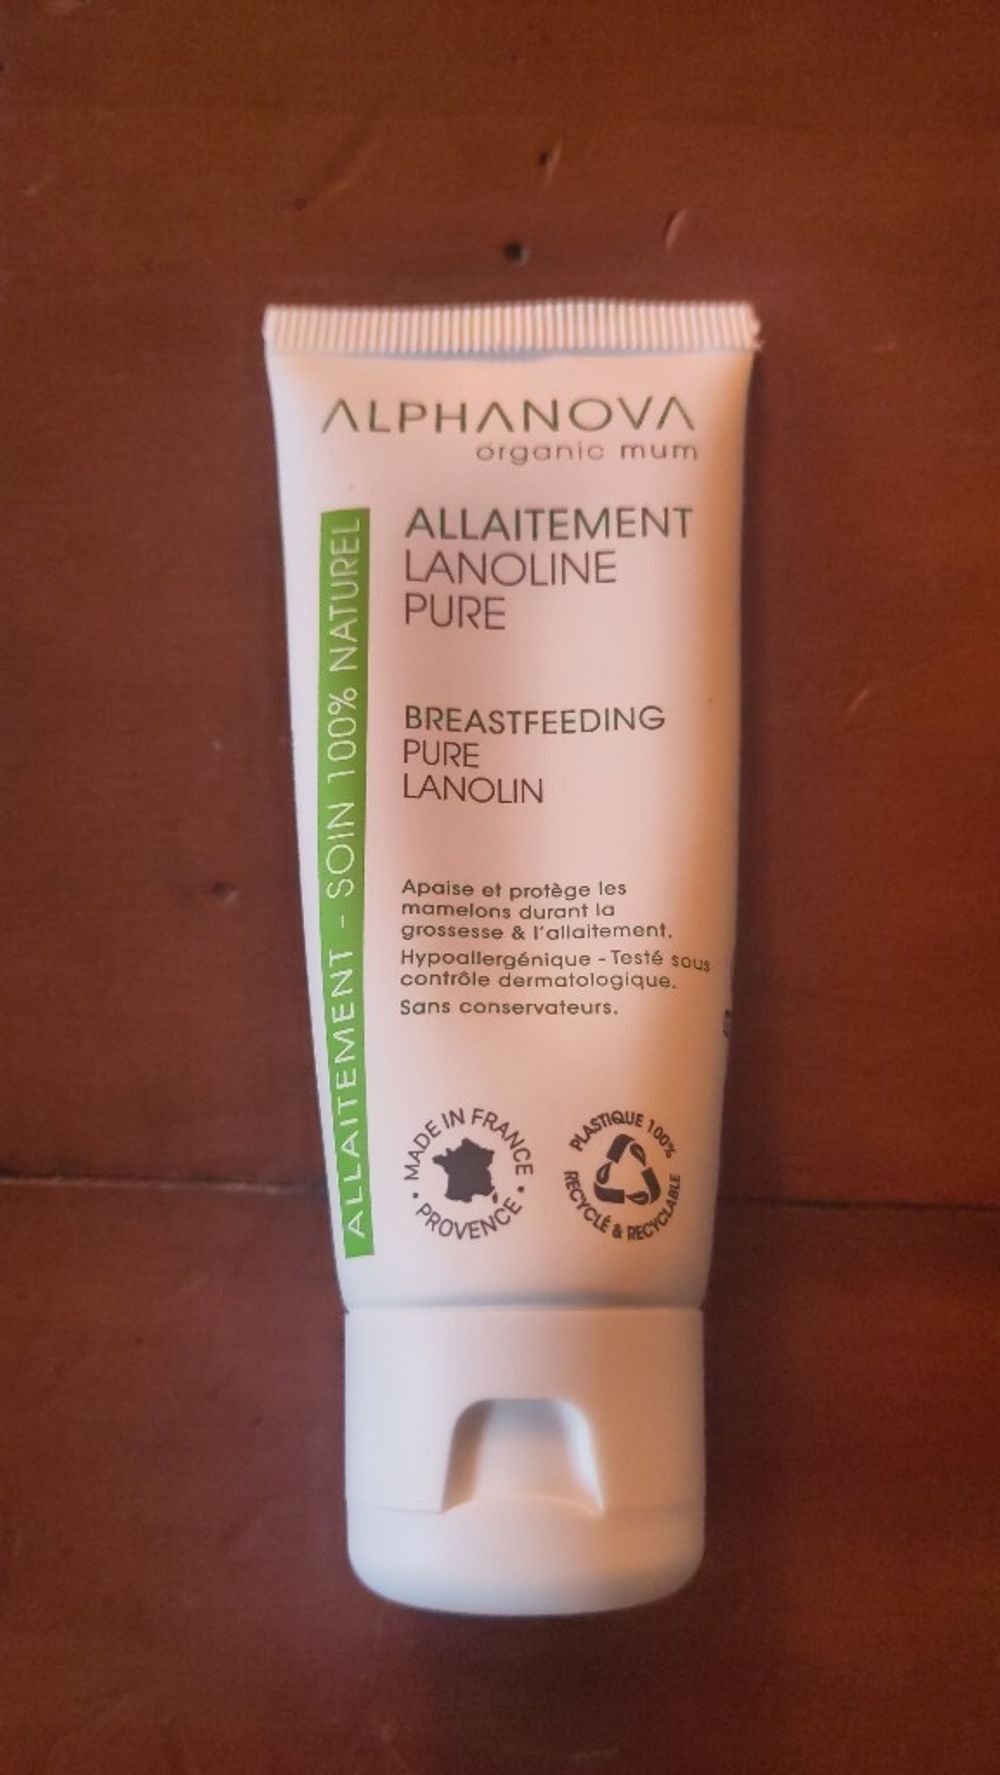 ALPHANOVA
organic mum
ALLAITEMENT - SOIN 100% NATUREL
ALLAITEMENT
LANOLINE
PURE
BREASTFEEDING
PURE
LANOLIN
Apaise et protège les
mamelons durant la
grossesse & l'allaitement.
Hypoallergénique - Testé sous
contrôle dermatologique.
Sans conservateurs.
MADE IN FRANCE • PROVENCE •
PLASTIQUE 100%
RECYCLÉ & RECYCLABLE